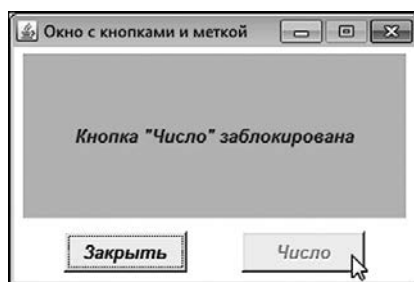 Окно с кнопками и меткой
Кнопка "Число" заблокирована
Закрыть
Число